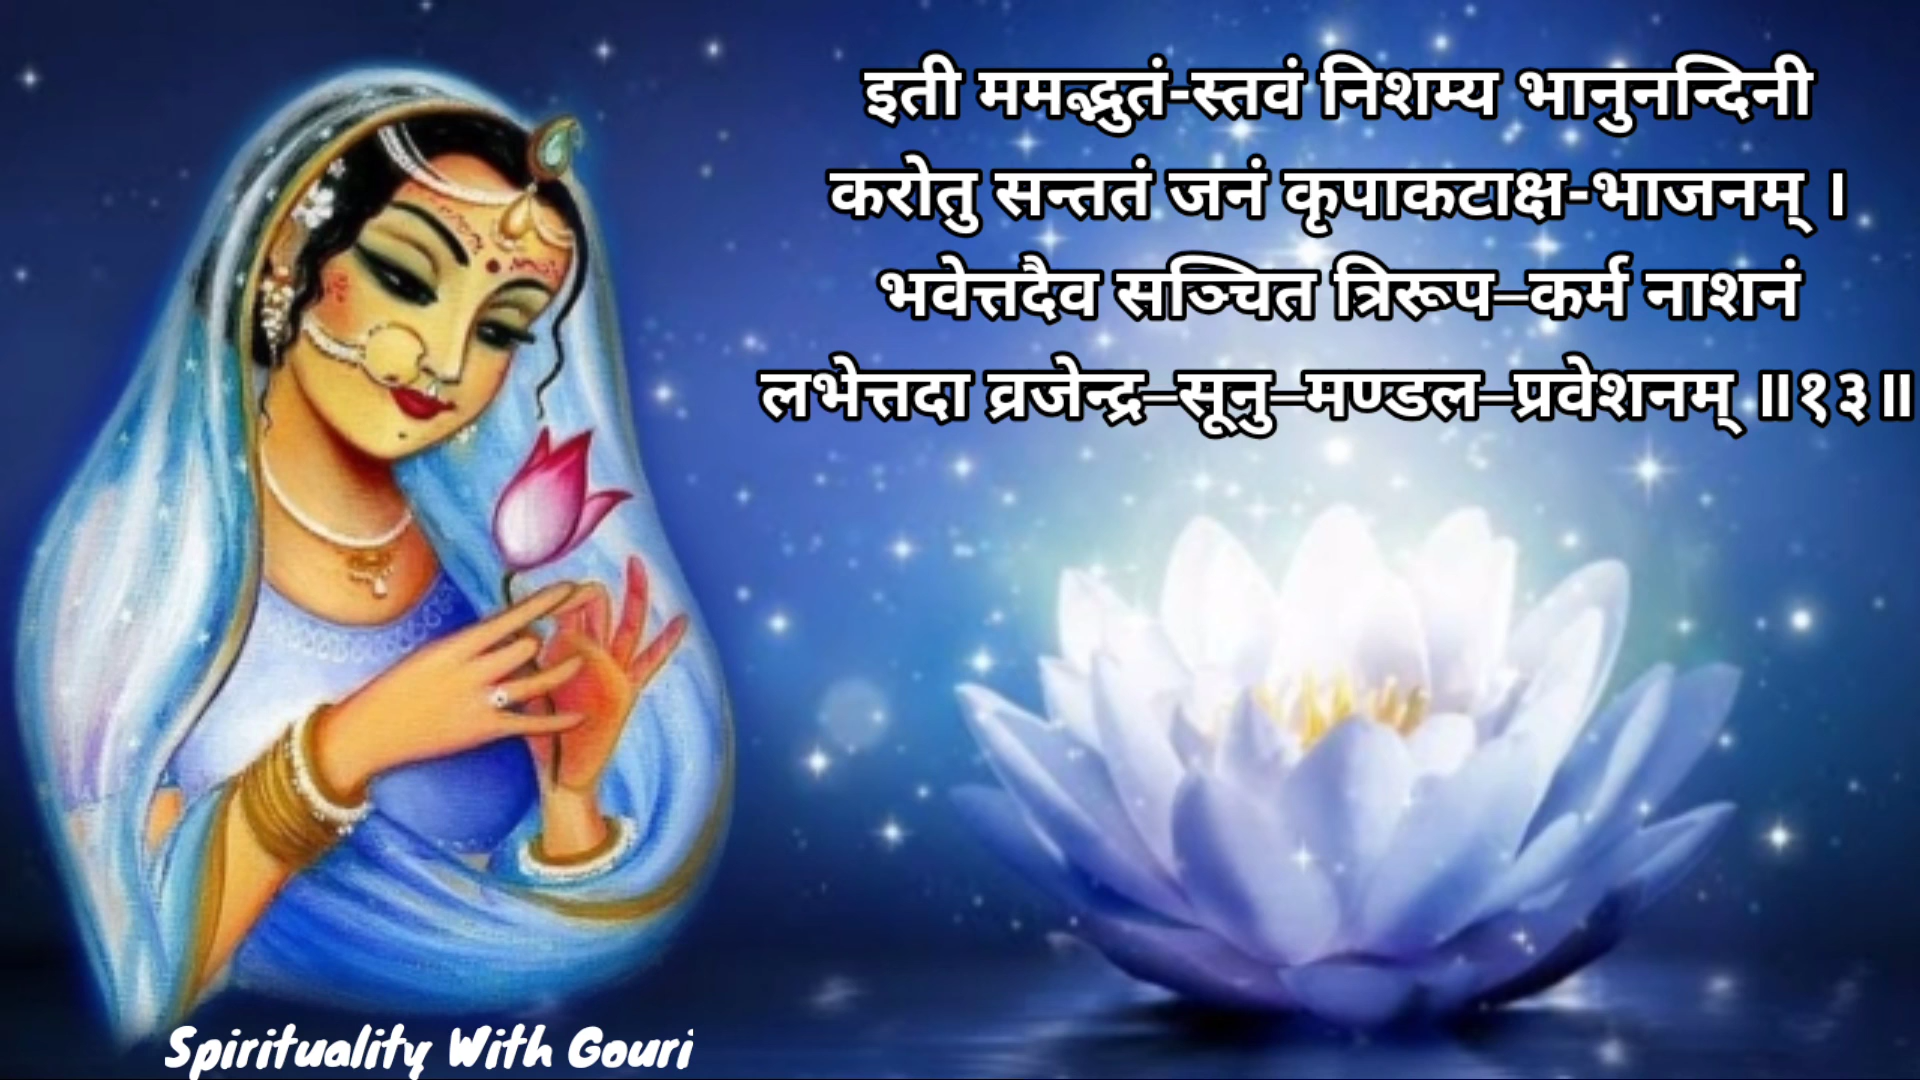 इती ममद्भुतं-स्तवं निशम्य भानुनन्दिनी
करोतु सन्ततं जनं कृपाकटाक्ष-भाजनम् ।
भवेत्तदैव सञ्चित त्रिरूप–कर्म नाशनं
लभेत्तदा व्रजेन्द्र–सूनु–मण्डल–प्रवेशनम् ॥१३॥
Spirituality With Gouri